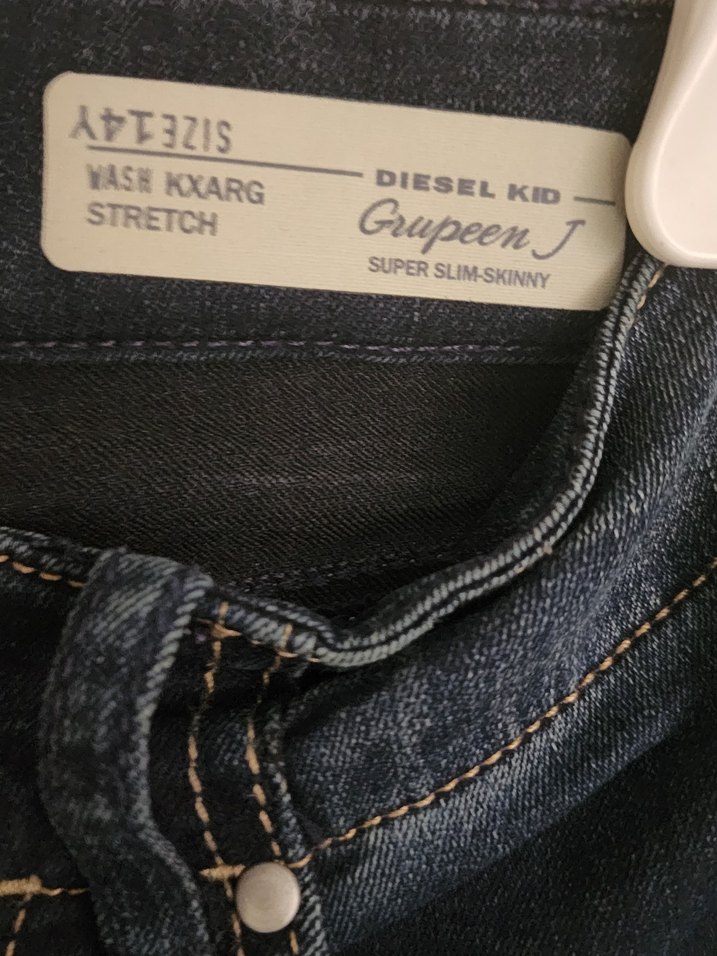 SIZE14Y
WASH KXARG
STRETCH
DIESEL KID
Grupeen J
SUPER SLIM-SKINNY